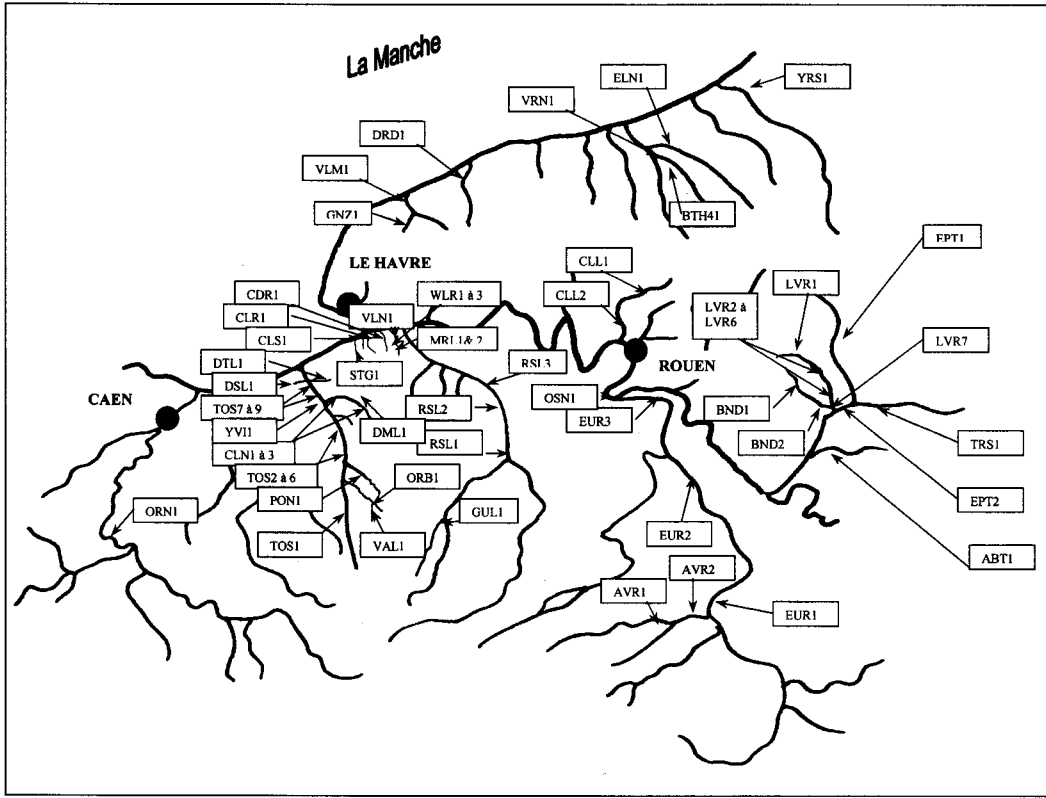 La Manche
ELN1
YRS1
VRN1
DRD1
VLM1
GNZ1
BTH41
EPT1
LE HAVRE
CLL1
CDR1
WLR1 à 3
CLL2
LVR1
CLR1
VLN1
LVR2 à
LVR6
CLS1
MRL1& 2
LVR7
DTL1
STG1
RSL3
ROUEN
DSL1
CAEN
OSN1
TOS7 à 9
RSL2
EUR3
BND1
YVI1
DML1
BND2
TRS1
CLN1 à 3
RSL1
TOS2 à 6
ORB1
PON1
EPT2
ORN1
GUL1
TOS1
VAL1
EUR2
ABT1
AVR2
AVR1
EUR1